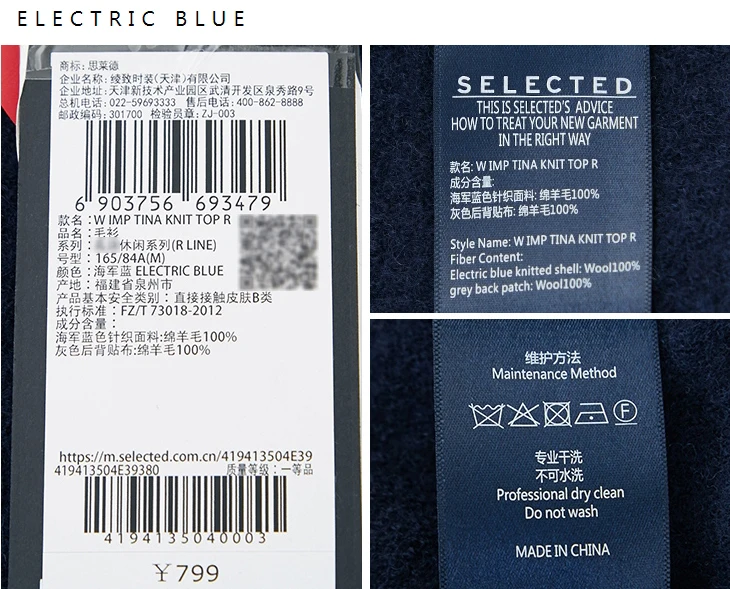 ELECTRIC BLUE
商标: 思莱德
企业名称: 绫致时装(天津)有限公司
企业地址: 天津新技术产业园区武清开发区泉秀路9号
总机电话: 022-59693333 售后电话: 400-862-8888
邮政编码: 301700 检验员章: ZJ-003
6 903756 693479
款名: W IMP TINA KNIT TOP R
品名: 毛衫
系列: 休闲系列(R LINE)
号型: 165/84A(M)
颜色: 海军蓝 ELECTRIC BLUE
产地: 福建省泉州市
产品基本安全类别: 直接接触皮肤B类
执行标准: FZ/T 73018-2012
成分含量:
海军蓝色针织面料: 绵羊毛100%
灰色后背贴布: 绵羊毛100%
https://m.selected.com.cn/419413504E39
419413504E39380 质量等级: 一等品
4194135040003
￥799
SELECTED
THIS IS SELECTED'S ADVICE
HOW TO TREAT YOUR NEW GARMENT
IN THE RIGHT WAY
款名: W IMP TINA KNIT TOP R
成分含量:
海军蓝色针织面料: 绵羊毛100%
灰色后背贴布: 绵羊毛100%
Style Name: W IMP TINA KNIT TOP R
Fiber Content:
Electric blue knitted shell: Wool100%
grey back patch: Wool100%
维护方法
Maintenance Method
F
专业干洗
不可水洗
Professional dry clean
Do not wash
MADE IN CHINA